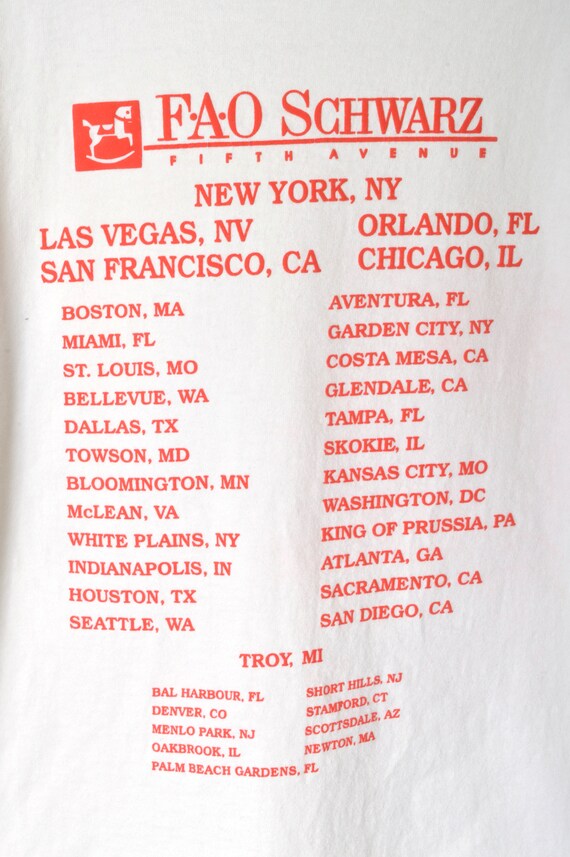 F·A·O SCHWARZ
FIFTH AVENUE
NEW YORK, NY
LAS VEGAS, NV
SAN FRANCISCO, CA
ORLANDO, FL
CHICAGO, IL
BOSTON, MA
MIAMI, FL
ST. LOUIS, MO
BELLEVUE, WA
DALLAS, TX
TOWSON, MD
BLOOMINGTON, MN
McLEAN, VA
WHITE PLAINS, NY
INDIANAPOLIS, IN
HOUSTON, TX
SEATTLE, WA
AVENTURA, FL
GARDEN CITY, NY
COSTA MESA, CA
GLENDALE, CA
TAMPA, FL
SKOKIE, IL
KANSAS CITY, MO
WASHINGTON, DC
KING OF PRUSSIA, PA
ATLANTA, GA
SACRAMENTO, CA
SAN DIEGO, CA
TROY, MI
BAL HARBOUR, FL
DENVER, CO
MENLO PARK, NJ
OAKBROOK, IL
PALM BEACH GARDENS, FL
SHORT HILLS, NJ
STAMFORD, CT
SCOTTSDALE, AZ
NEWTON, MA